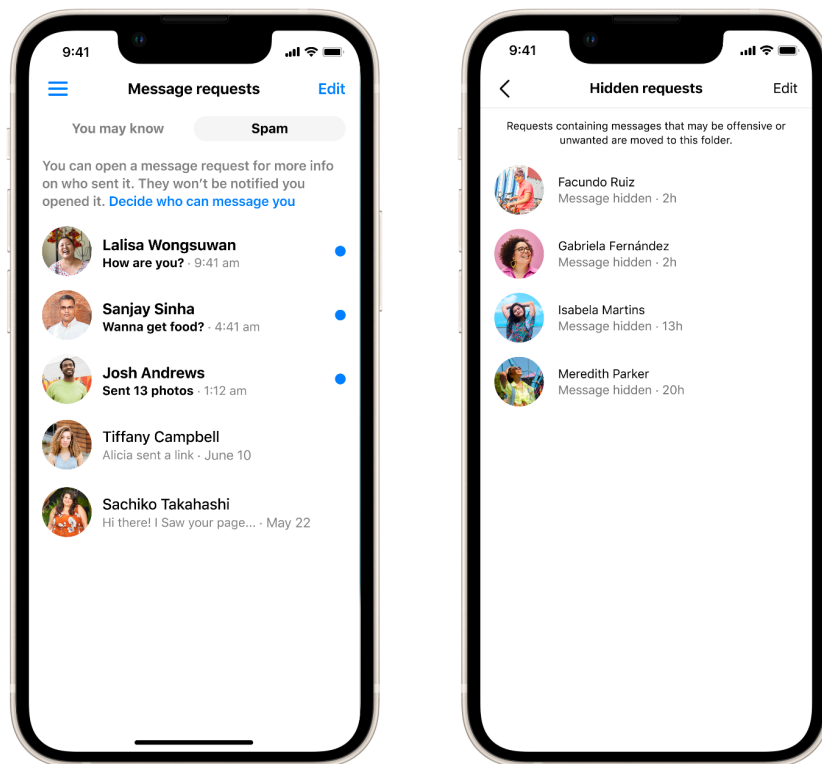 9:41
Message requests
Edit
You may know
Spam
You can open a message request for more info
on who sent it. They won't be notified you
opened it. Decide who can message you
Lalisa Wongsuwan
How are you? · 9:41 am
Sanjay Sinha
Wanna get food? · 4:41 am
Josh Andrews
Sent 13 photos · 1:12 am
Tiffany Campbell
Alicia sent a link · June 10
Sachiko Takahashi
Hi there! I Saw your page... · May 22
9:41
Hidden requests
Edit
Requests containing messages that may be offensive or
unwanted are moved to this folder.
Facundo Ruiz
Message hidden · 2h
Gabriela Fernández
Message hidden · 2h
Isabela Martins
Message hidden · 13h
Meredith Parker
Message hidden · 20h